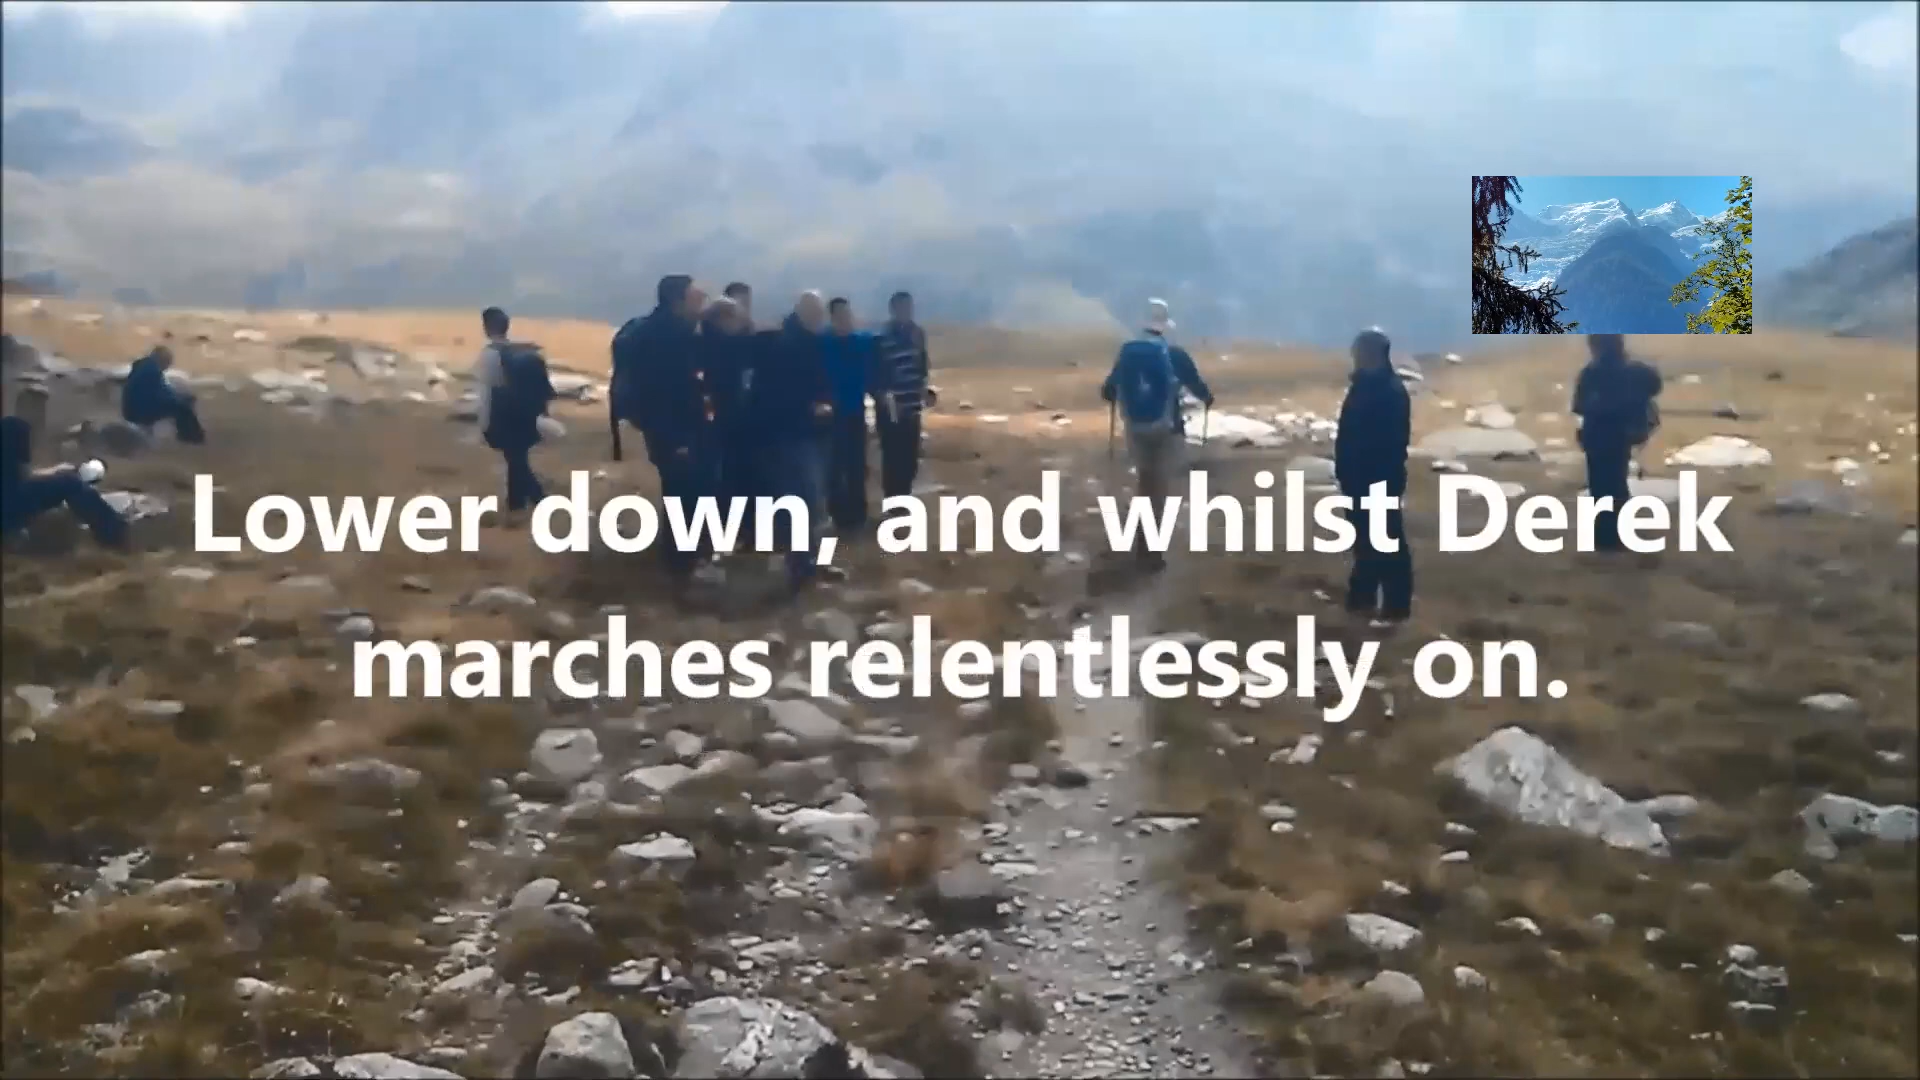 Lower down, and whilst Derek
marches relentlessly on.